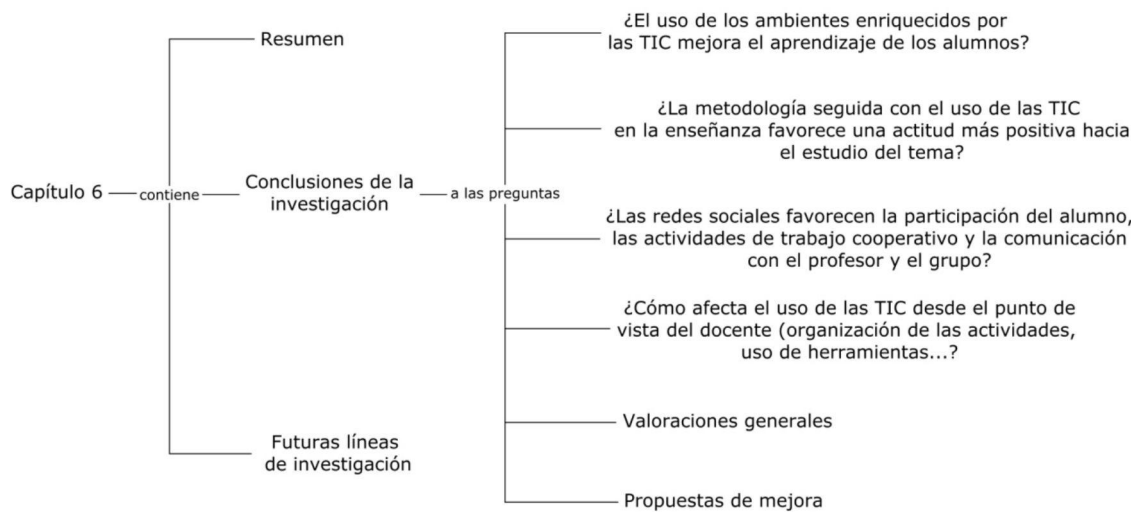 Capítulo 6
contiene
Resumen
Conclusiones de la
investigación
Futuras líneas
de investigación
a las preguntas
¿El uso de los ambientes enriquecidos por
las TIC mejora el aprendizaje de los alumnos?
¿La metodología seguida con el uso de las TIC
en la enseñanza favorece una actitud más positiva hacia
el estudio del tema?
¿Las redes sociales favorecen la participación del alumno,
las actividades de trabajo cooperativo y la comunicación
con el profesor y el grupo?
¿Cómo afecta el uso de las TIC desde el punto de
vista del docente (organización de las actividades,
uso de herramientas...?
Valoraciones generales
Propuestas de mejora